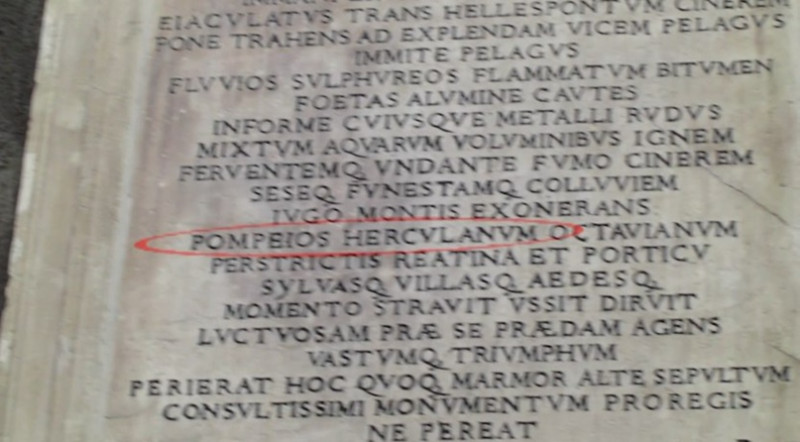 EIACVLATVS TRANS HELLESPONTVM CINEREM
PONE TRAHENS AD EXPLENDAM VICEM PELAGVS
IMMITE PELAGVS
FLVVIOS SVLPHVREOS FLAMMATVM BITVMEN
FOETAS ALVMINE CAVTES
INFORME CVIVSQVE METALLI RVDVS
MIXTVM AQVARVM VOLVMINIBVS IGNEM
FERVENTEMQ VNDANTE FVMO CINEREM
SESEQ FVNESTAMQ COLLVVIEM
IVGO MONTIS EXONERANS
POMPEIOS HERCVLANVM OCTAVIANVM
PERSTRICTIS REATINA ET PORTICV
SYLVASQ VILLASQ AEDESQ
MOMENTO STRAVIT VSSIT DIRVIT
LVCTVOSAM PRÆ SE PRÆDAM AGENS
VASTVMQ TRIVMPHVM
PERIERAT HOC QVOQ MARMOR ALTE SEPVLTVM
CONSVLTISSIMI MONVMENTVM PROREGIS
NE PEREAT